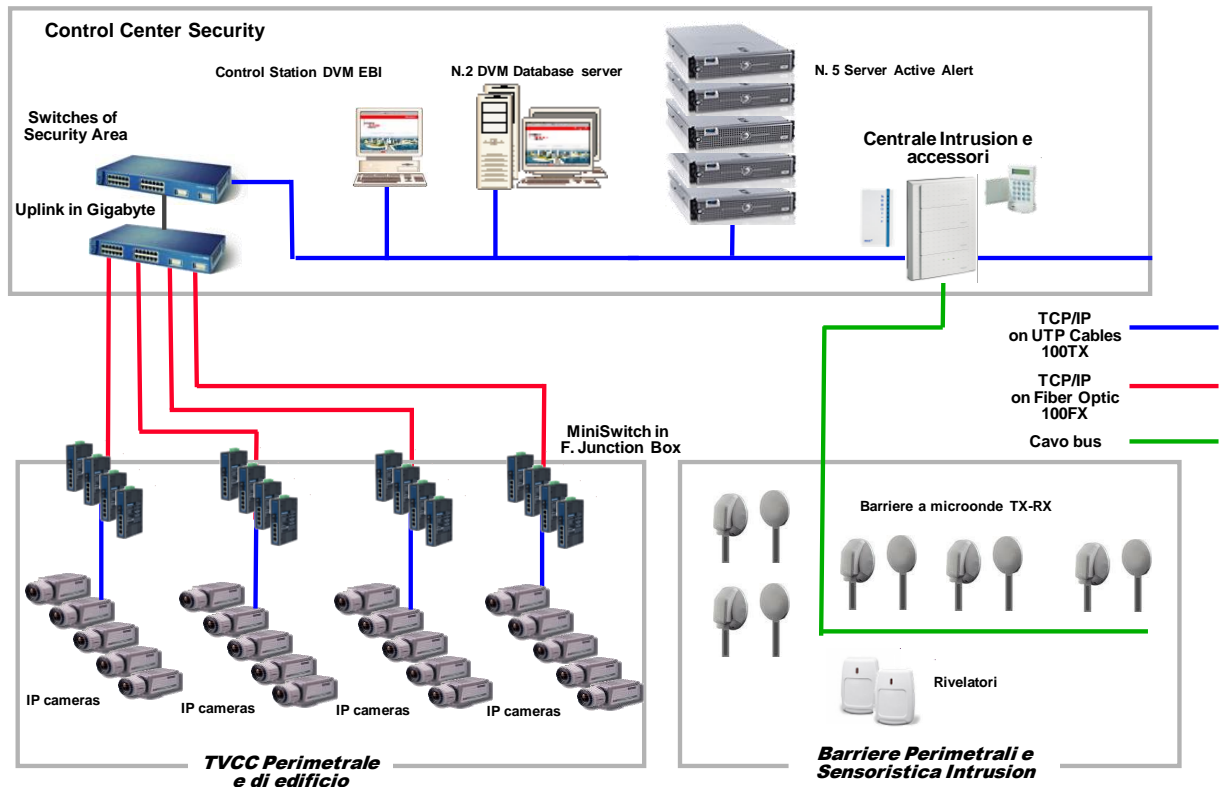 Control Center Security
Control Station DVM EBI
N.2 DVM Database server
N. 5 Server Active Alert
Switches of
Security Area
Centrale Intrusion e
accessori
Uplink in Gigabyte
TCP/IP
on UTP Cables
100TX
TCP/IP
on Fiber Optic
100FX
Cavo bus
MiniSwitch in
F. Junction Box
Barriere a microonde TX-RX
Rivelatori
IP cameras
IP cameras
IP cameras
IP cameras
TVCC Perimetrale
e di edificio
Barriere Perimetrali e
Sensoristica Intrusion